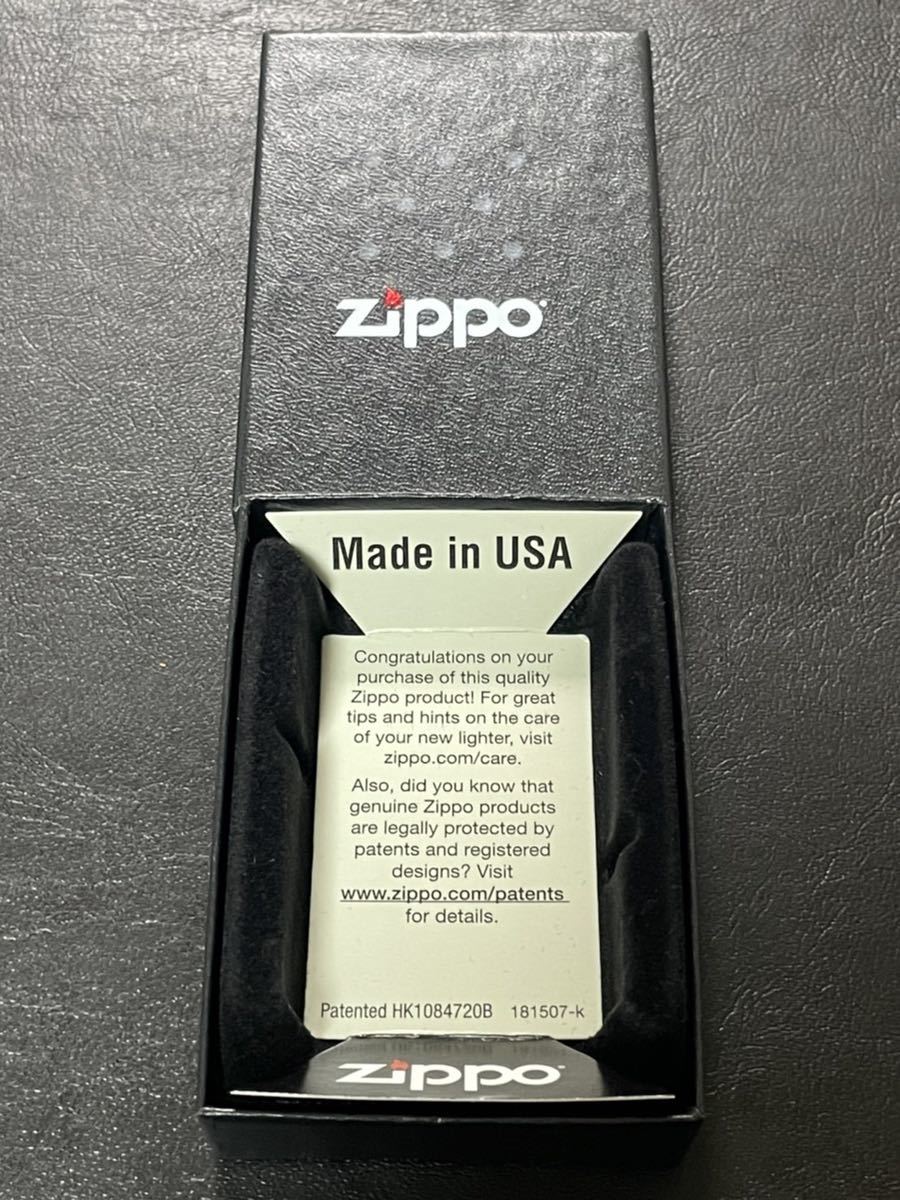 zippo
Made in USA
Congratulations on your
purchase of this quality
Zippo product! For great
tips and hints on the care
of your new lighter, visit
zippo.com/care.
Also, did you know that
genuine Zippo products
are legally protected by
patents and registered
designs? Visit
www.zippo.com/patents
for details.
Patented HK1084720B 181507-k
zippo